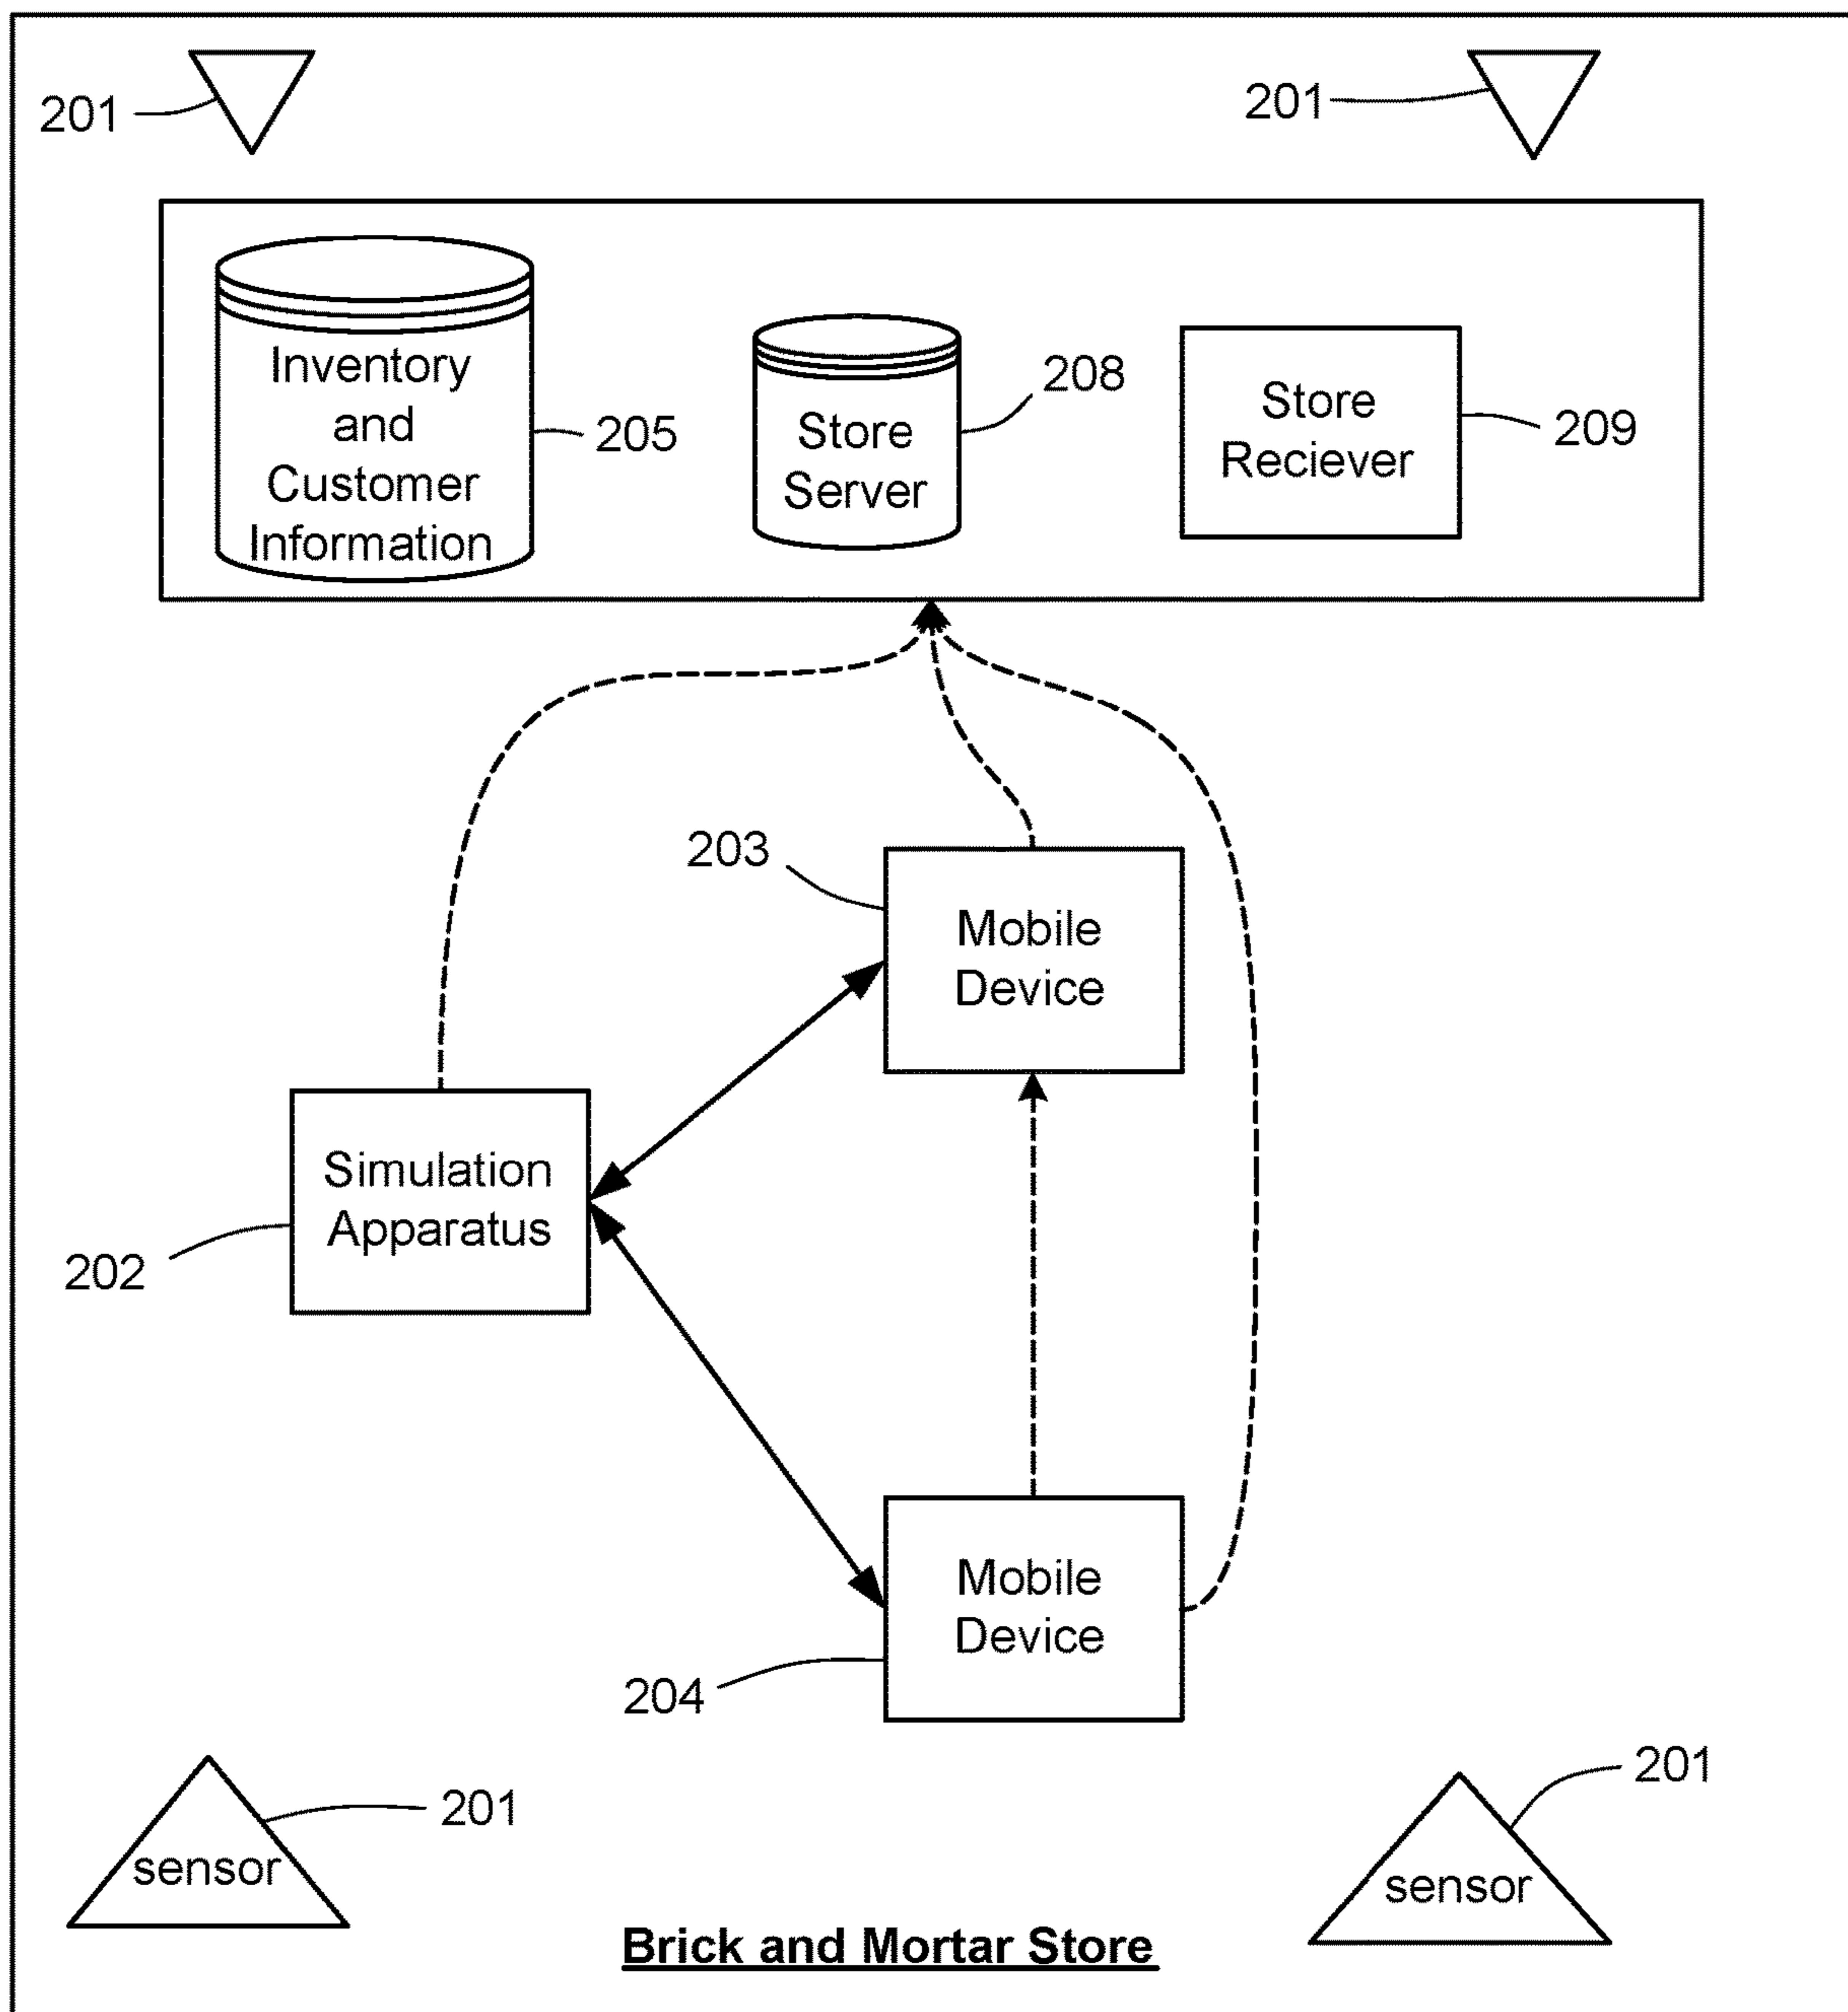 201
201
Inventory
and
Customer
Information
205
Store
Server
208
Store
Reciever
209
203
Mobile
Device
Simulation
Apparatus
202
Mobile
Device
204
201
sensor
201
sensor
Brick and Mortar Store